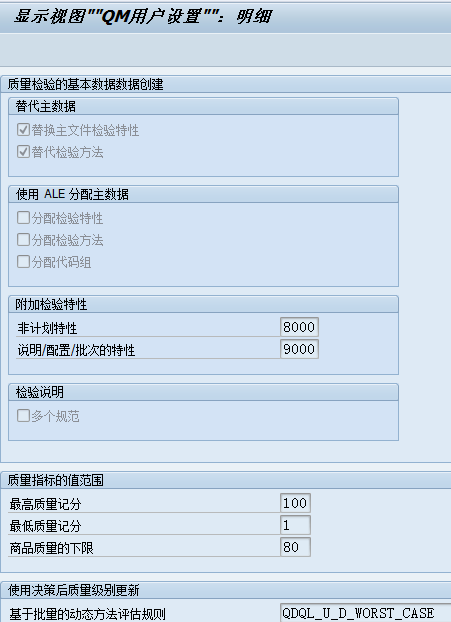 显示视图""QM用户设置"": 明细
质量检验的基本数据数据创建
替代主数据
替换主文件检验特性
替代检验方法
使用 ALE 分配主数据
分配检验特性
分配检验方法
分配代码组
附加检验特性
非计划特性 8000
说明/配置/批次的特性 9000
检验说明
多个规范
质量指标的值范围
最高质量记分 100
最低质量记分 1
商品质量的下限 80
使用决策后质量级别更新
基于批量的动态方法评估规则 QDQL_U_D_WORST_CASE